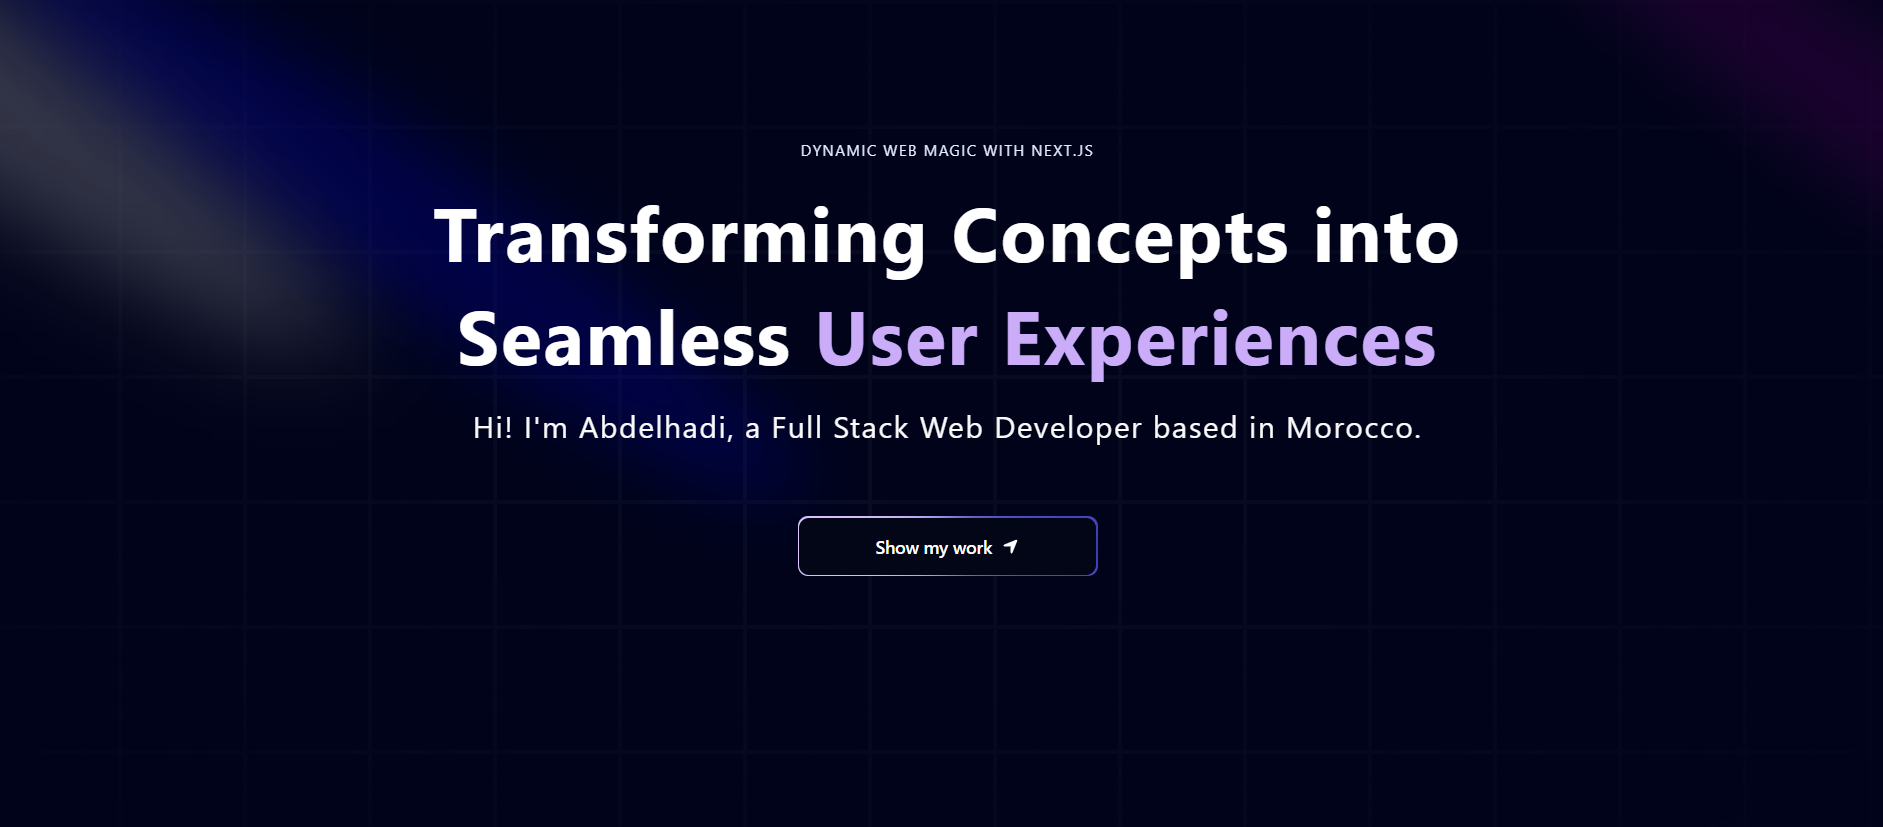 DYNAMIC WEB MAGIC WITH NEXT.JS
Transforming Concepts into
Seamless User Experiences
Hi! I'm Abdelhadi, a Full Stack Web Developer based in Morocco.
Show my work